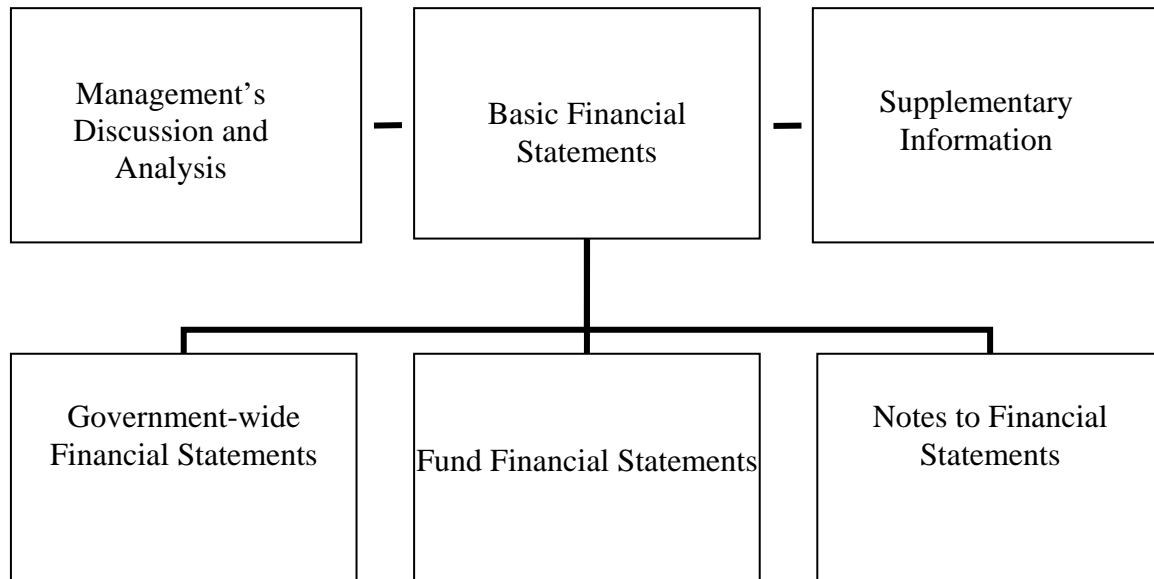 Management’s
Discussion and
Analysis
Basic Financial
Statements
Supplementary
Information
Government-wide
Financial Statements
Fund Financial Statements
Notes to Financial
Statements